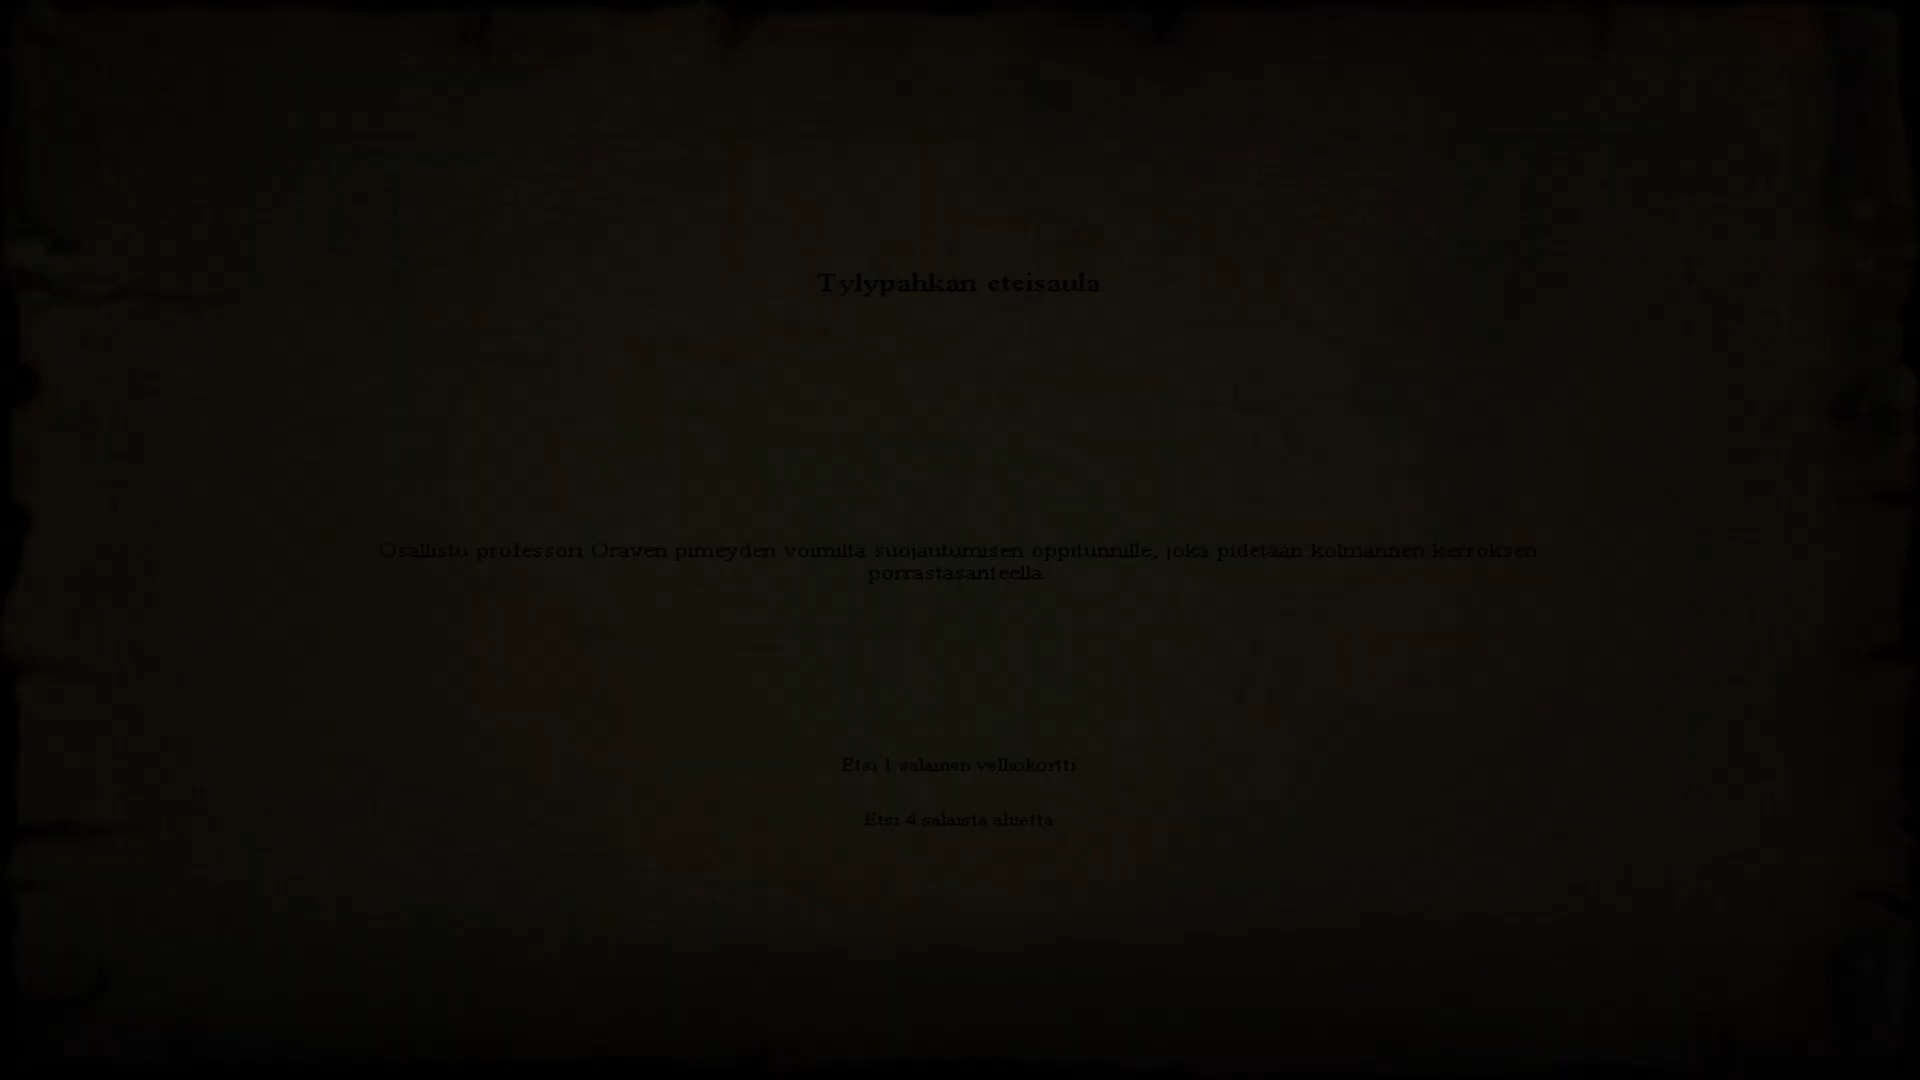 Tylypahkan eteisaula
Osallistu professori Oraven pimeyden voimilta suojautumisen oppitunnille, joka pidetään kolmannen kerroksen
porrastasanteella.
Etsi 1 salainen velhokortti
Etsi 4 salaista aluetta